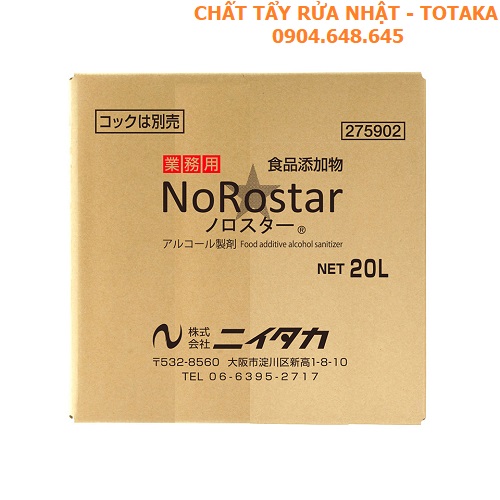 CHẤT TẨY RỬA NHẬT - TOTAKA
0904.648.645
コックは別売
275902
業務用 食品添加物
NoRostar
ノロスター®
アルコール製剤 Food additive alcohol sanitizer
NET 20L
株式会社 ニイタカ
〒532-8560 大阪市淀川区新高1-8-10
TEL 06-6395-2717